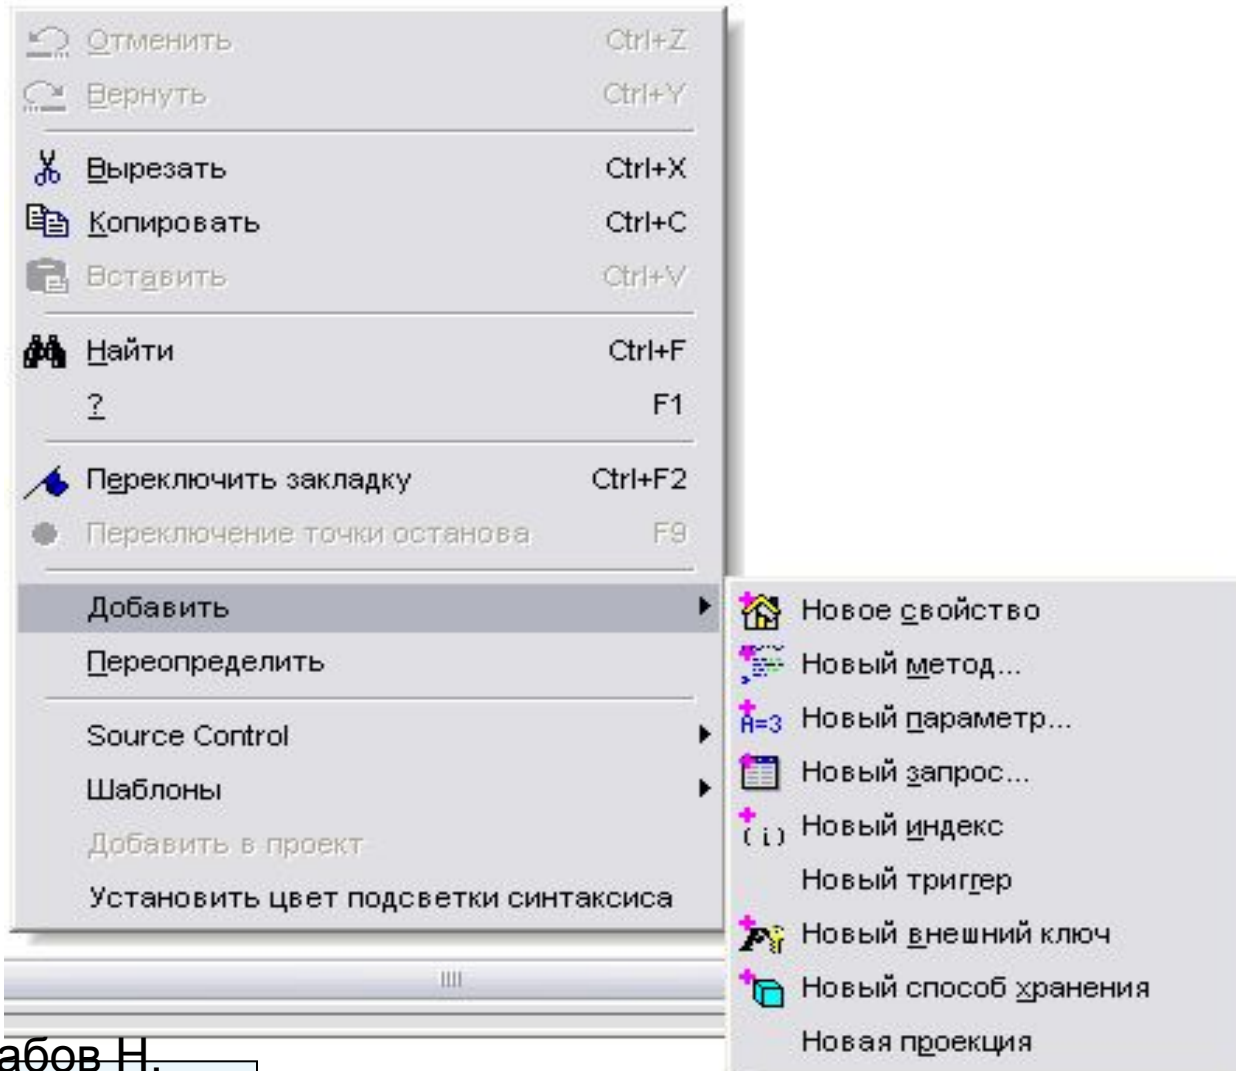 Отменить Ctrl+Z
Вернуть Ctrl+Y
Вырезать Ctrl+X
Копировать Ctrl+C
Вставить Ctrl+V
Найти Ctrl+F
? F1
Переключить закладку Ctrl+F2
Переключение точки останова F9
Добавить
Переопределить
Source Control
Шаблоны
Добавить в проект
Установить цвет подсветки синтаксиса
Новое свойство
Новый метод...
A=3 Новый параметр...
Новый запрос...
(i) Новый индекс
Новый триггер
Новый внешний ключ
Новый способ хранения
Новая проекция
Н.